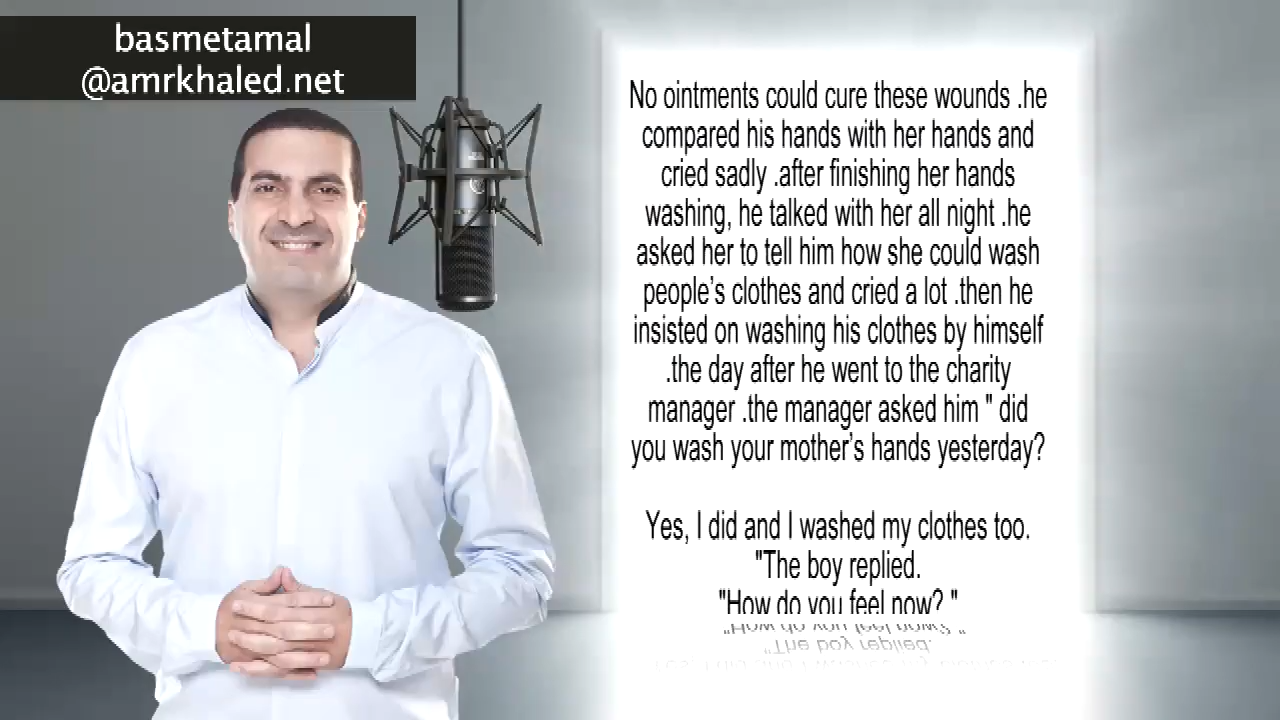 basmetamal
@amrkhaled.net
No ointments could cure these wounds .he
compared his hands with her hands and
cried sadly .after finishing her hands
washing, he talked with her all night .he
asked her to tell him how she could wash
people’s clothes and cried a lot .then he
insisted on washing his clothes by himself
.the day after he went to the charity
manager .the manager asked him " did
you wash your mother’s hands yesterday?
Yes, I did and I washed my clothes too.
"The boy replied.
"How do you feel now? "